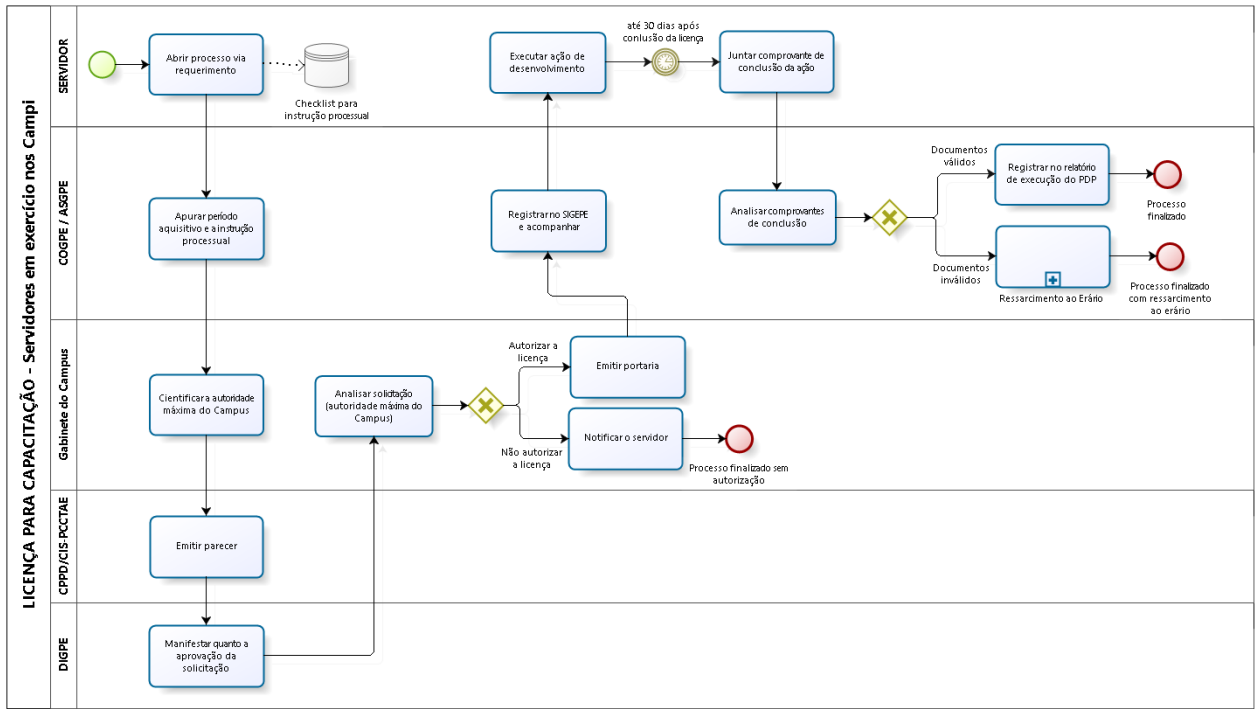 LICENÇA PARA CAPACITAÇÃO - Servidores em exercício nos Campi
SERVIDOR
Abrir processo via
requerimento
Checklist para
instrução processual
Executar ação de
desenvolvimento
até 30 dias após
conlusão da licença
Juntar comprovante de
conclusão da ação
COGPE / ASGPE
Apurar período
aquisitivo e a instrução
processual
Registrar no SIGEPE
e acompanhar
Analisar comprovantes
de conclusão
Documentos
válidos
Registrar no relatório
de execução do PDP
Processo
finalizado
Documentos
inválidos
Ressarcimento ao Erário
Processo finalizado
com ressarcimento
ao erário
Gabinete do Campus
Cientificar a autoridade
máxima do Campus
Analisar solicitação
(autoridade máxima do
Campus)
Autorizar a
licença
Emitir portaria
Não autorizar
a licença
Notificar o servidor
Processo finalizado sem
autorização
CPPD/CIS-PCCTAE
Emitir parecer
DIGPE
Manifestar quanto a
aprovação da
solicitação